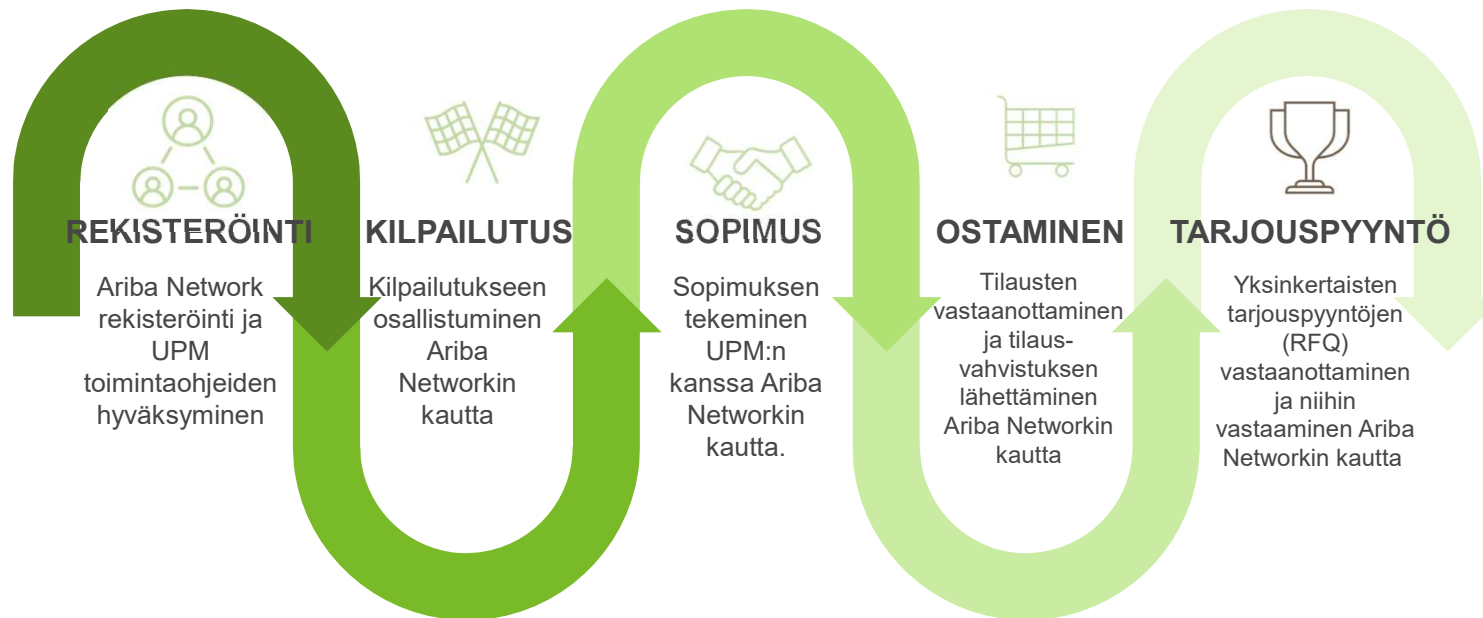 REKISTERÖINTI
Ariba Network
rekisteröinti ja
UPM
toimintaohjeiden
hyväksyminen
KILPAILUTUS
Kilpailutukseen
osallistuminen
Ariba
Networkin
kautta
SOPIMUS
Sopimuksen
tekeminen
UPM:n
kanssa Ariba
Networkin
kautta.
OSTAMINEN
Tilausten
vastaanottaminen
ja tilaus-
vahvistuksen
lähettäminen
Ariba Networkin
kautta
TARJOUSPYYNTÖ
Yksinkertaisten
tarjouspyyntöjen
(RFQ)
vastaanottaminen
ja niihin
vastaaminen Ariba
Networkin kautta